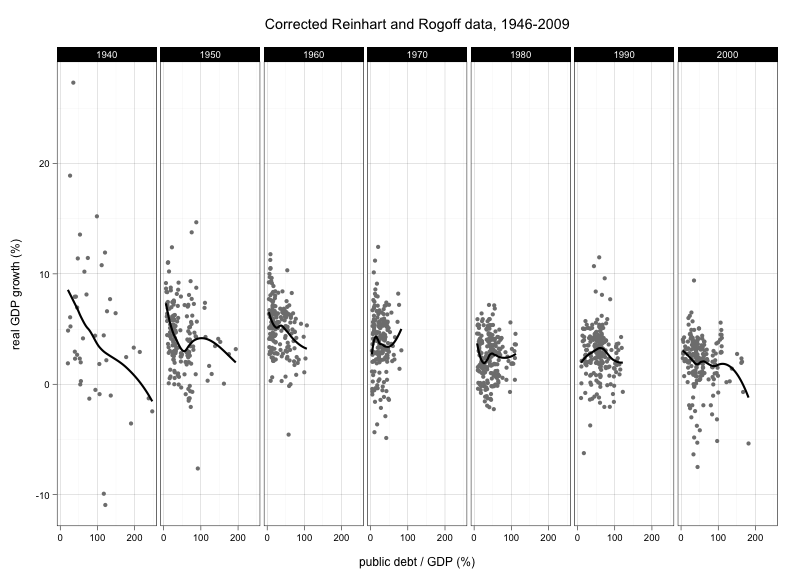 Corrected Reinhart and Rogoff data, 1946-2009
1940 1950 1960 1970 1980 1990 2000
20
10
0
-10
real GDP growth (%)
0 100 200 0 100 200 0 100 200 0 100 200 0 100 200 0 100 200 0 100 200
public debt / GDP (%)